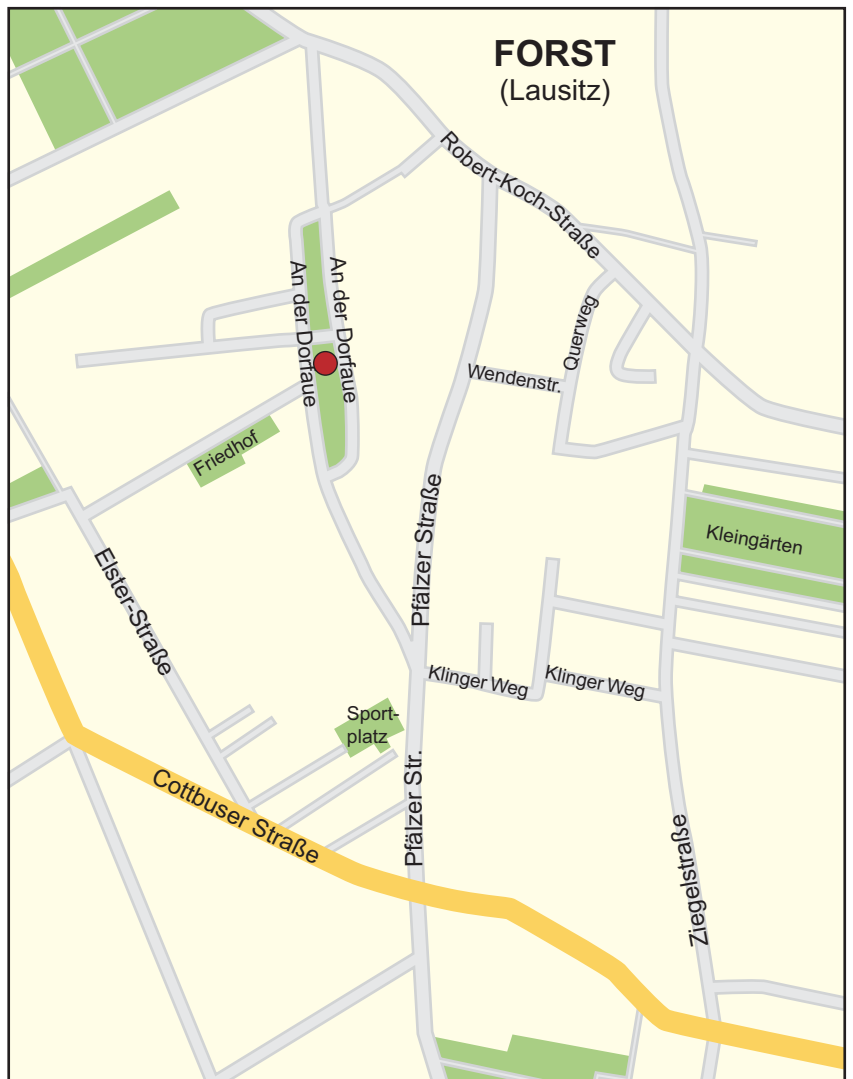 FORST
(Lausitz)
Robert-Koch-Straße
An der Dorfaue
An der Dorfaue
Querweg
Wendenstr.
Friedhof
Pfälzer Straße
Kleingärten
Elster-Straße
Klinger Weg
Klinger Weg
Sport-
platz
Pfälzer Str.
Cottbuser Straße
Ziegelstraße